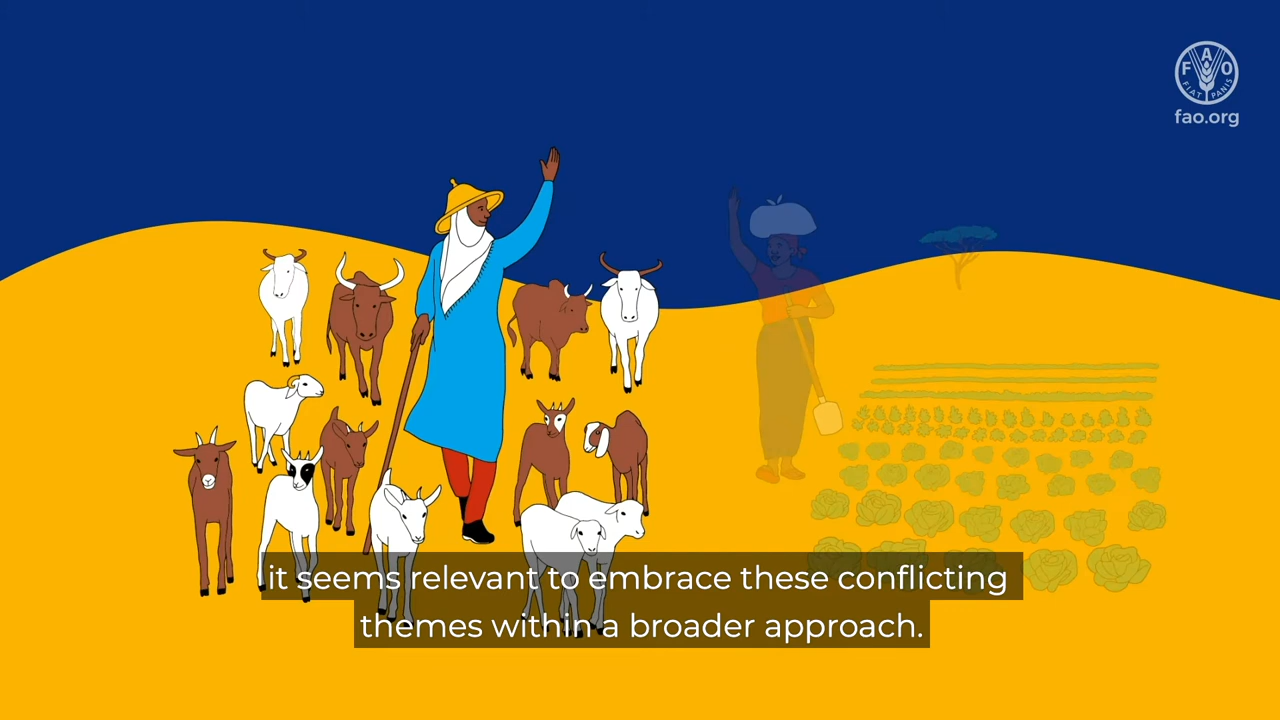 F A O
FIAT PANIS
fao.org
it seems relevant to embrace these conflicting
themes within a broader approach.